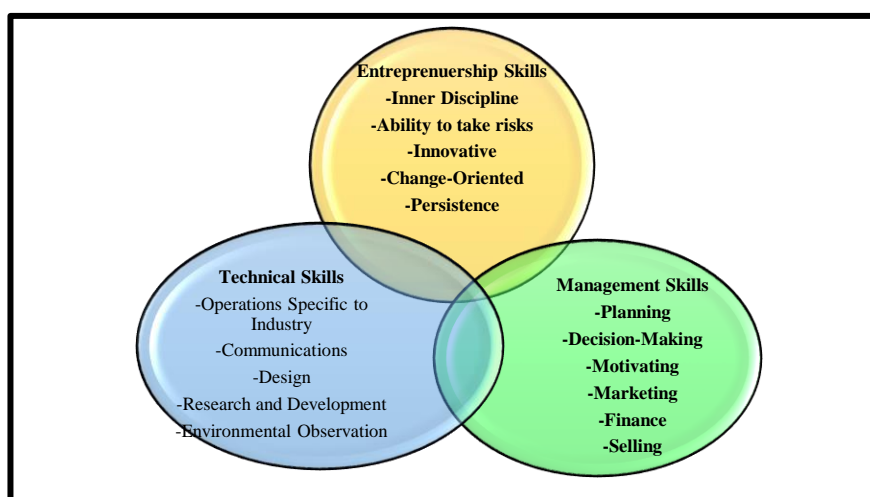 Entreprenuership Skills
-Inner Discipline
-Ability to take risks
-Innovative
-Change-Oriented
-Persistence
Technical Skills
-Operations Specific to
Industry
-Communications
-Design
-Research and Development
-Environmental Observation
Management Skills
-Planning
-Decision-Making
-Motivating
-Marketing
-Finance
-Selling